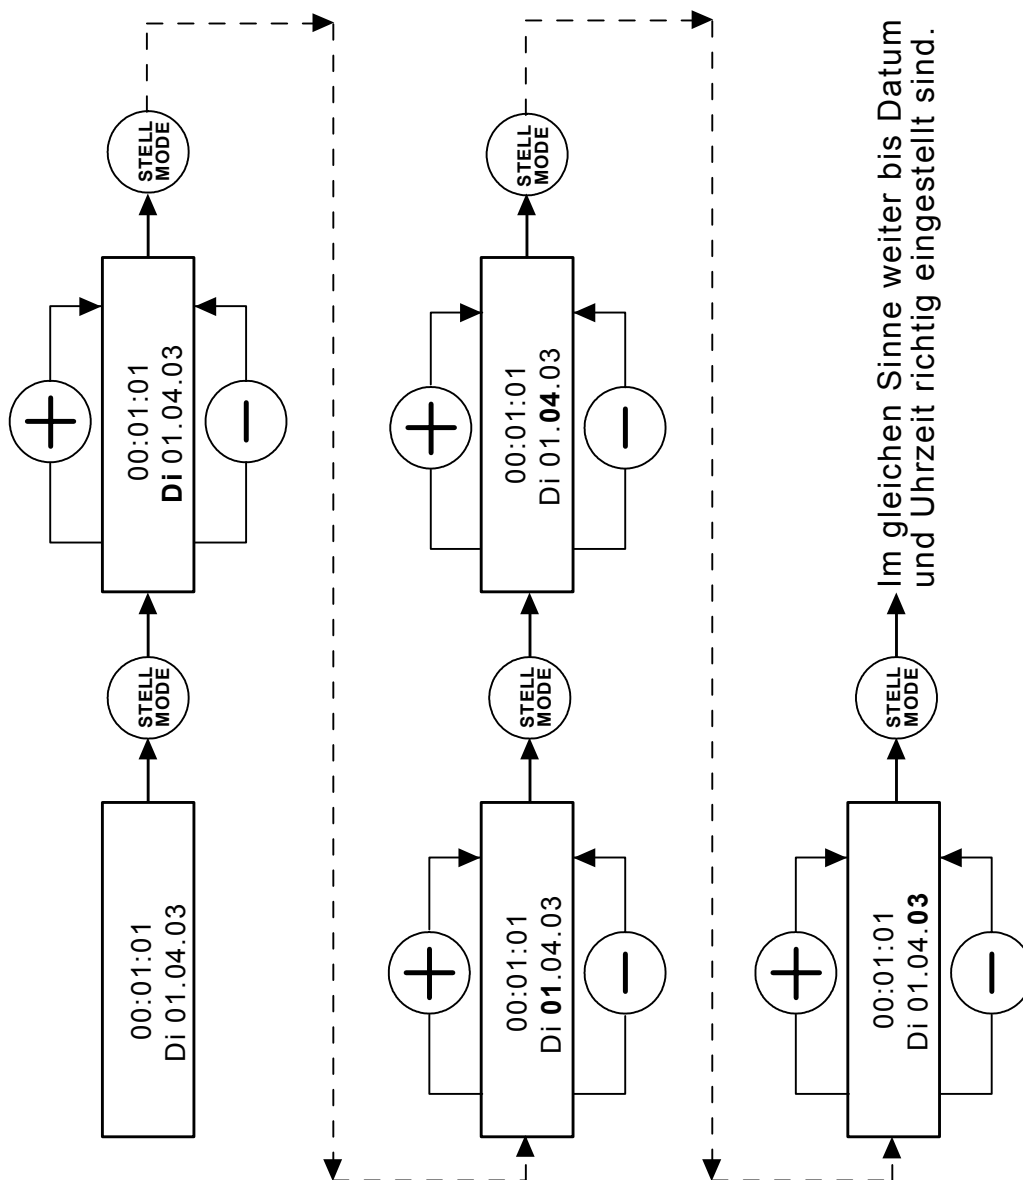 00:01:01
Di 01.04.03
STELL
MODE
+
00:01:01
Di 01.04.03
−
STELL
MODE
+
00:01:01
Di 01.04.03
−
STELL
MODE
+
00:01:01
Di 01.04.03
−
STELL
MODE
+
00:01:01
Di 01.04.03
−
STELL
MODE
Im gleichen Sinne weiter bis Datum
und Uhrzeit richtig eingestellt sind.